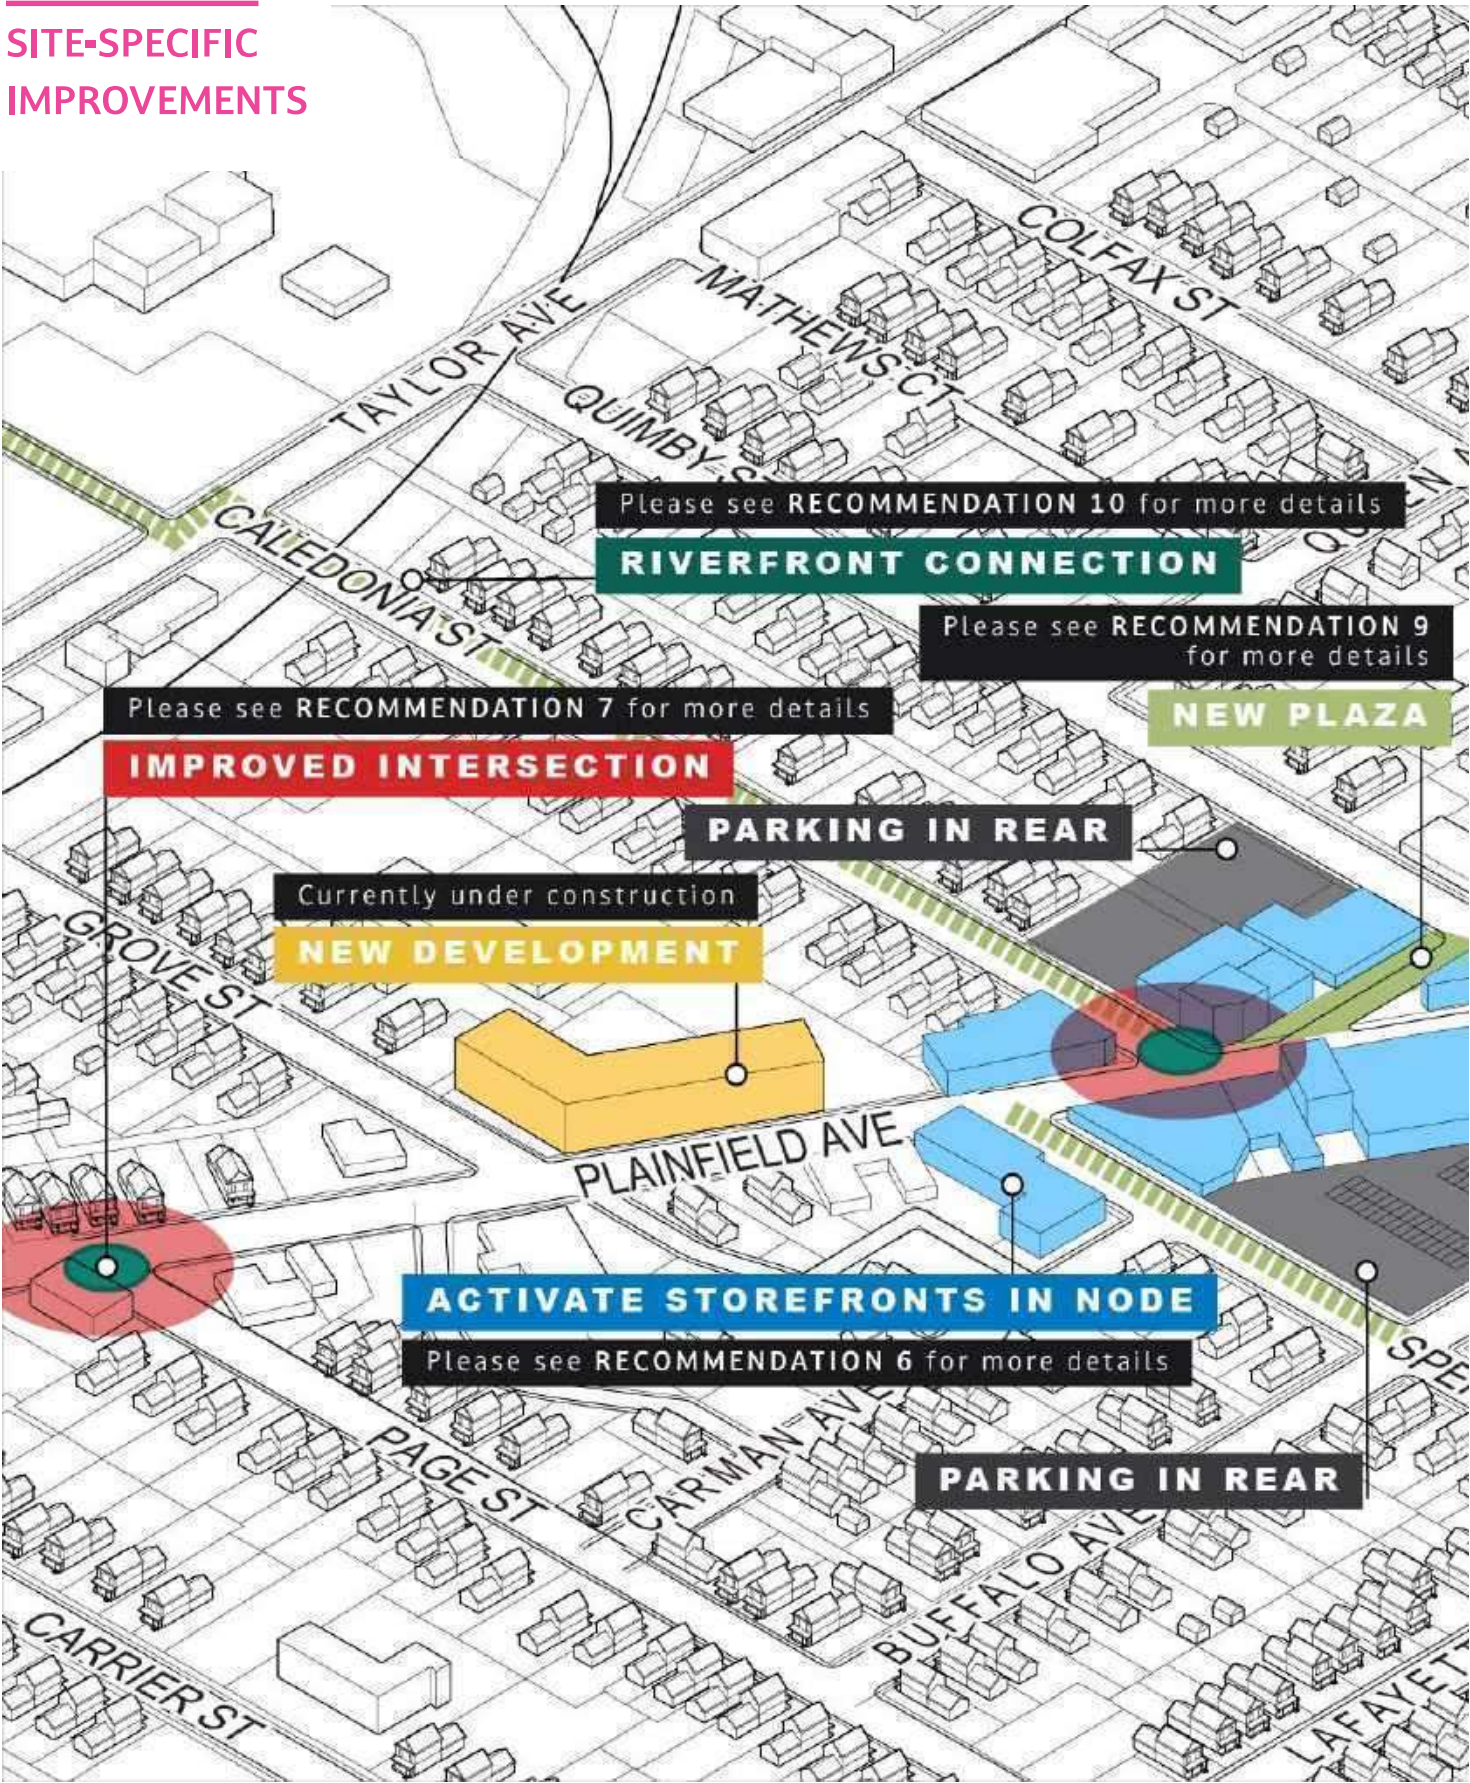 SITE-SPECIFIC
IMPROVEMENTS
COLFAX ST
MATHEWS CT
TAYLOR AVE
QUIMBY ST
Please see RECOMMENDATION 10 for more details
RIVERFRONT CONNECTION
CALEDONIA ST
Please see RECOMMENDATION 9
for more details
NEW PLAZA
Please see RECOMMENDATION 7 for more details
IMPROVED INTERSECTION
PARKING IN REAR
Currently under construction
NEW DEVELOPMENT
GROVE ST
PLAINFIELD AVE
ACTIVATE STOREFRONTS IN NODE
Please see RECOMMENDATION 6 for more details
PAGE ST
CARMAN AVE
PARKING IN REAR
BUFFALO AVE
CARRIER ST